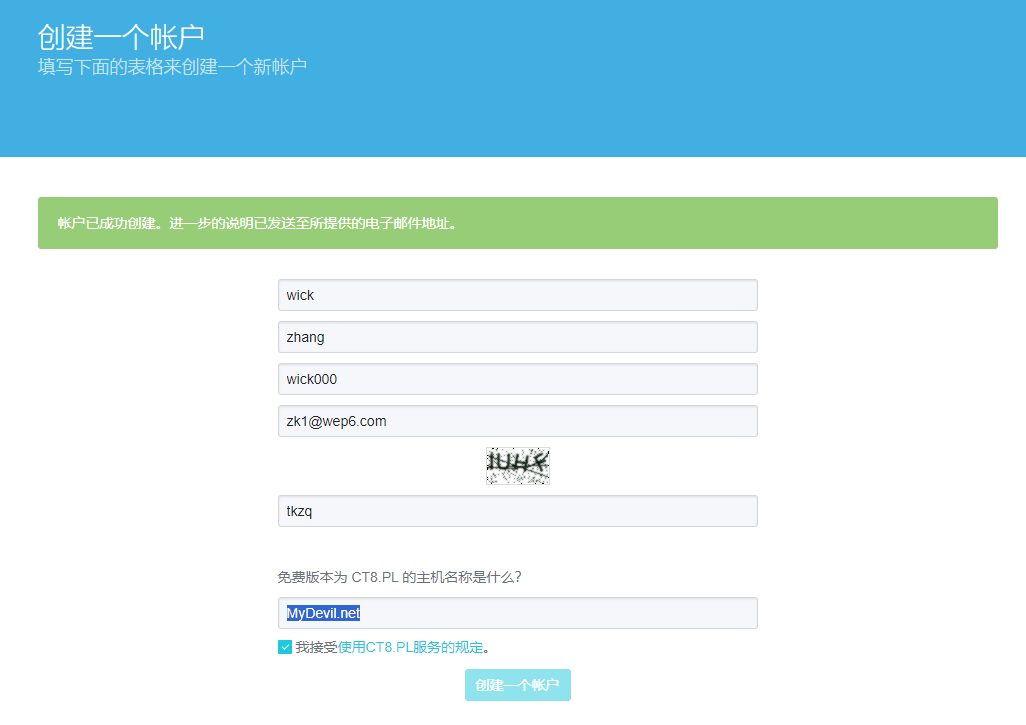 创建一个帐户
填写下面的表格来创建一个新帐户
帐户已成功创建。进一步的说明已发送至所提供的电子邮件地址。
wick
zhang
wick000
zk1@wep6.com
tkzq
免费版本为 CT8.PL 的主机名称是什么?
MyDevil.net
我接受使用CT8.PL服务的规定。
创建一个帐户